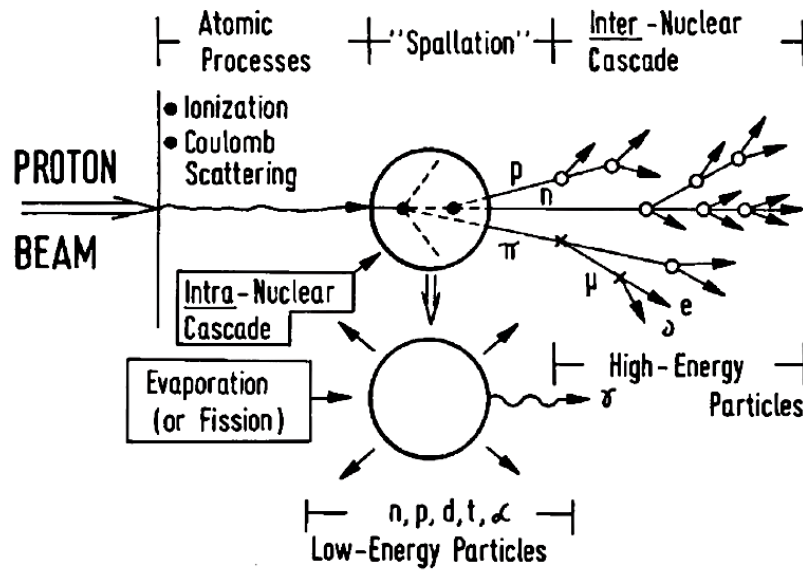 Atomic
Processes
"Spallation"
Inter-Nuclear
Cascade
• Ionization
• Coulomb
Scattering
PROTON
BEAM
p
n
π
μ
e
υ
Intra-Nuclear
Cascade
Evaporation
(or Fission)
γ
High-Energy
Particles
n, p, d, t, α
Low-Energy Particles